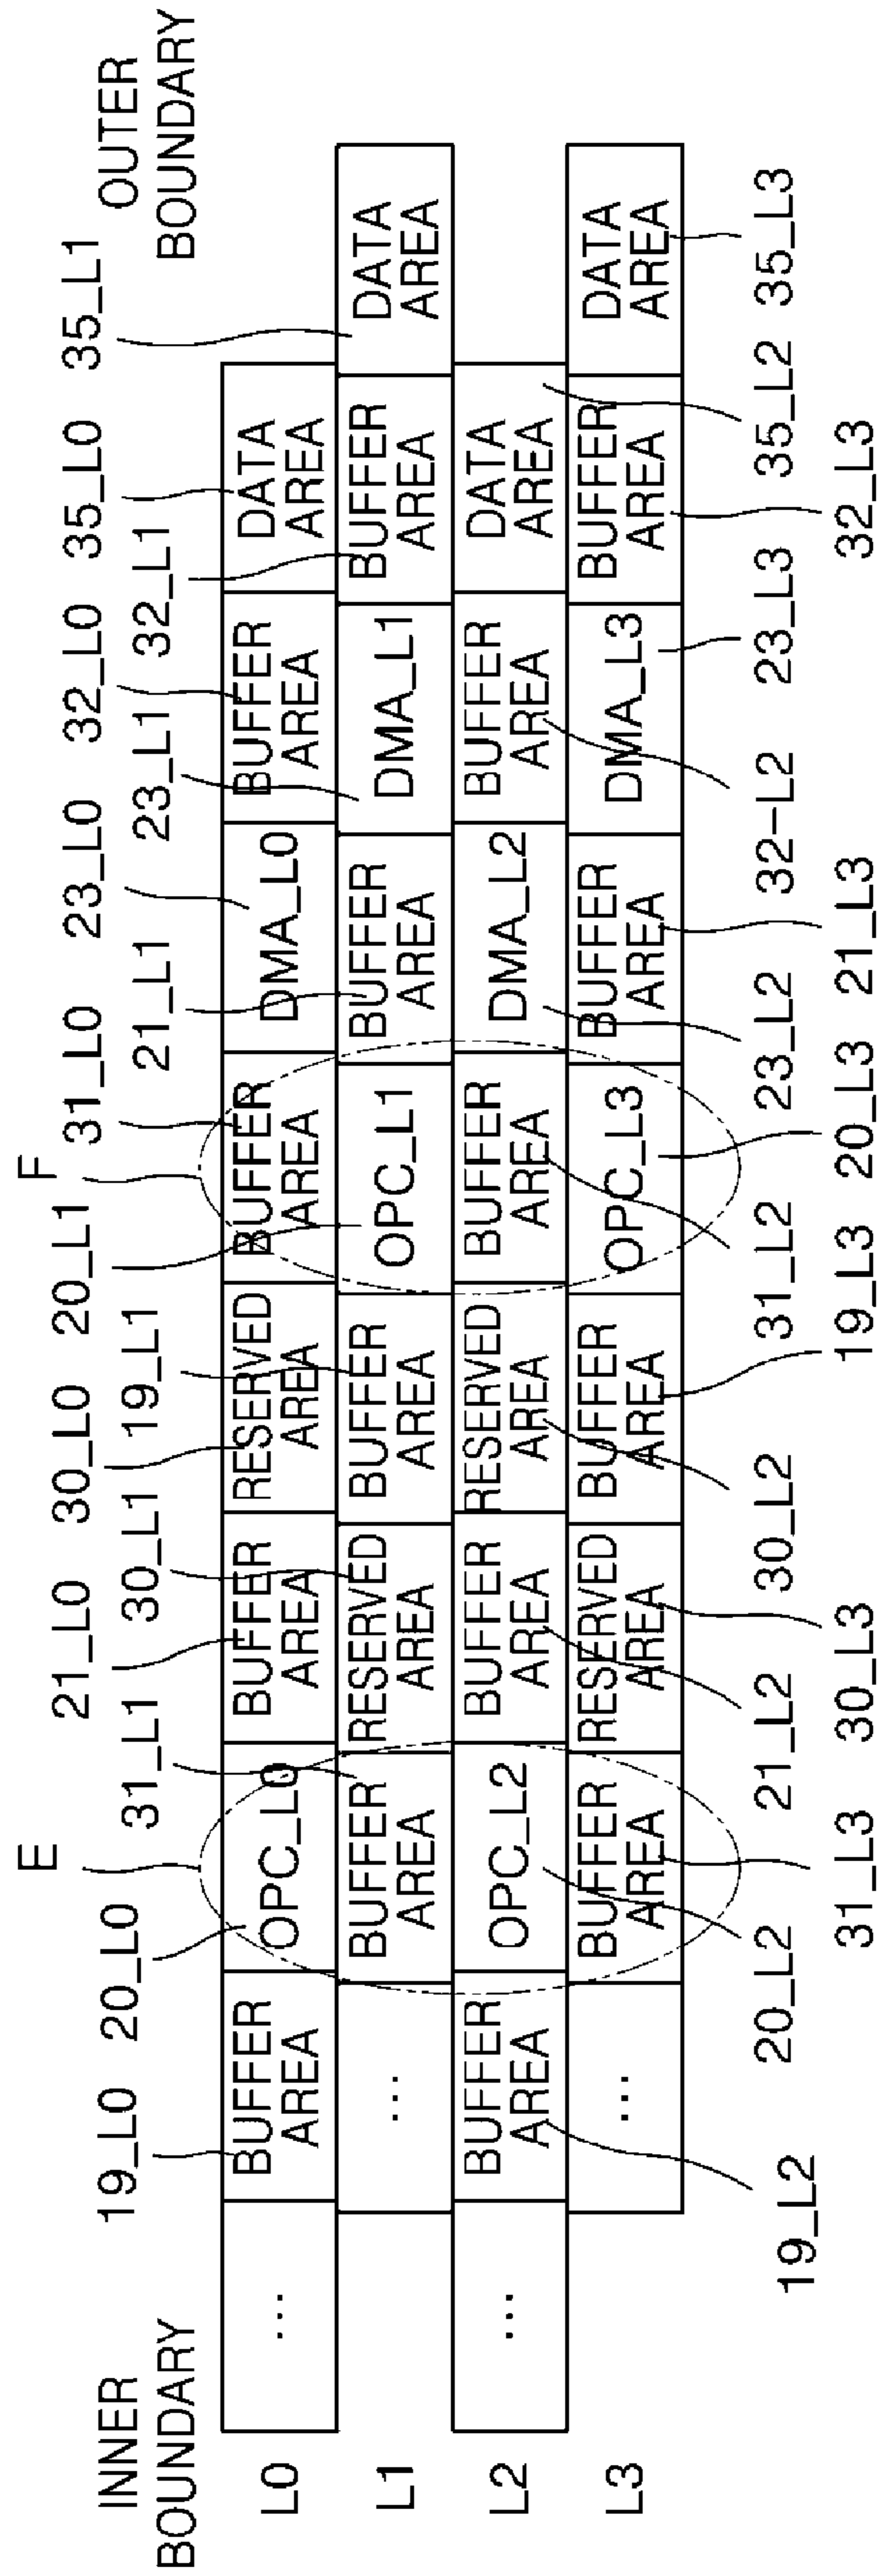 INNER
BOUNDARY
OUTER
BOUNDARY
E
F
19_L0
20_L0
31_L1
21_L0
30_L1
30_L0
19_L1
20_L1
31_L0
21_L1
23_L0
23_L1
32_L0
32_L1
35_L0
35_L1
L0
...
BUFFER
AREA
OPC_L0
BUFFER
AREA
RESERVED
AREA
BUFFER
AREA
DMA_L0
BUFFER
AREA
DATA
AREA
L1
...
BUFFER
AREA
RESERVED
AREA
BUFFER
AREA
OPC_L1
BUFFER
AREA
DMA_L1
BUFFER
AREA
DATA
AREA
L2
...
BUFFER
AREA
OPC_L2
BUFFER
AREA
RESERVED
AREA
BUFFER
AREA
DMA_L2
BUFFER
AREA
DATA
AREA
L3
...
BUFFER
AREA
RESERVED
AREA
BUFFER
AREA
OPC_L3
BUFFER
AREA
DMA_L3
BUFFER
AREA
DATA
AREA
19_L2
20_L2
31_L3
21_L2
30_L3
30_L2
19_L3
31_L2
20_L3
23_L2
21_L3
32-L2
23_L3
32_L3
35_L2
35_L3